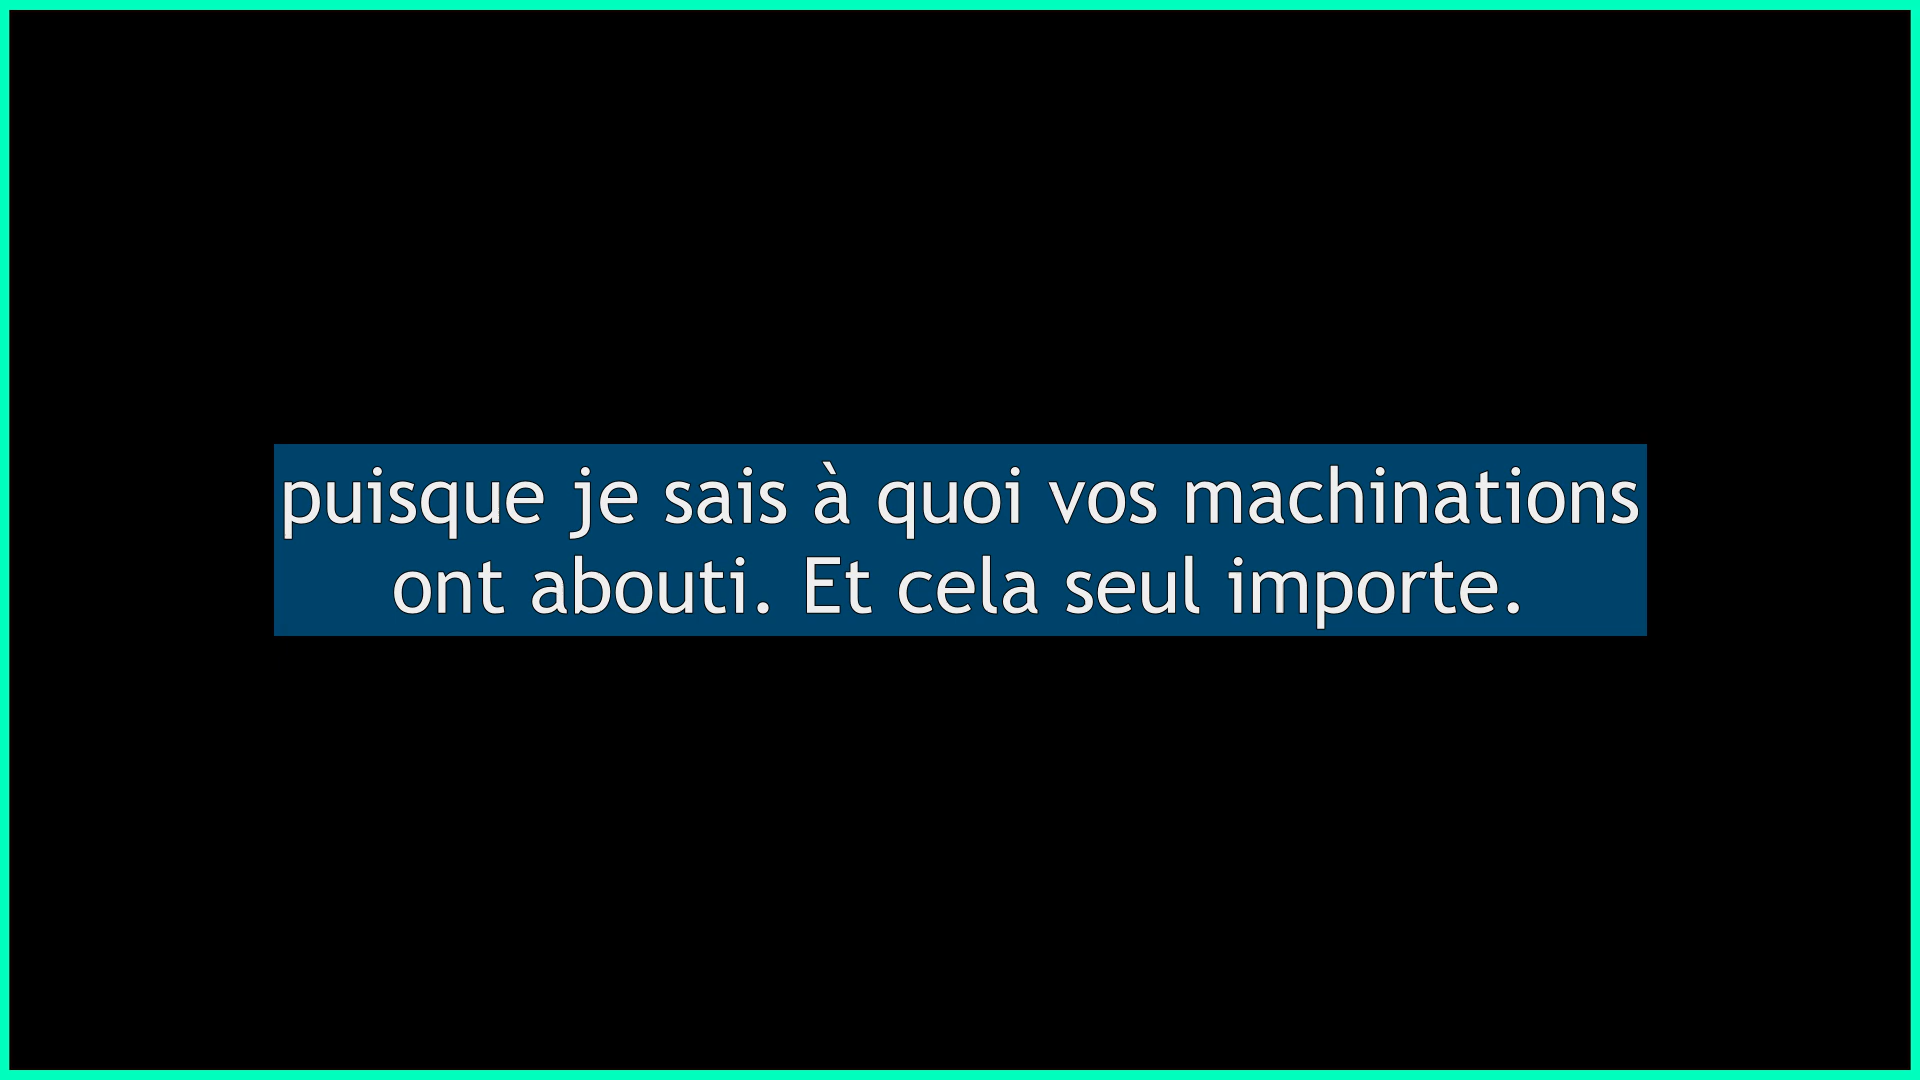 puisque je sais à quoi vos machinations
ont abouti. Et cela seul importe.